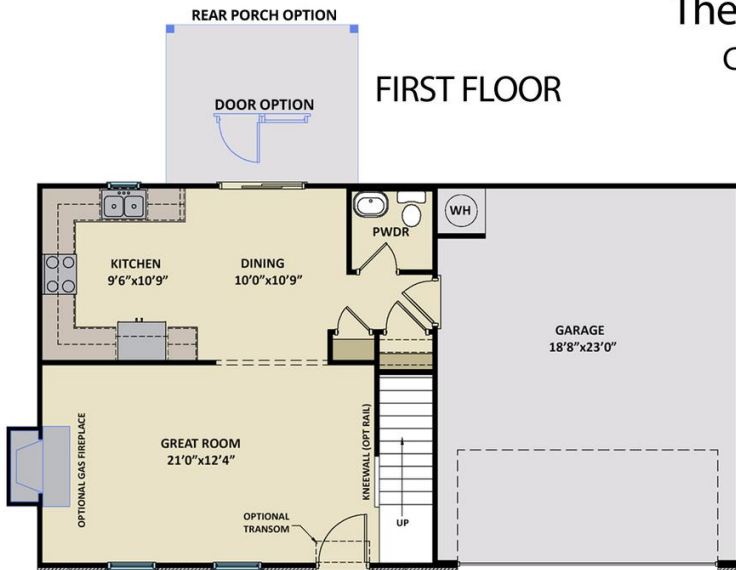 REAR PORCH OPTION
The
DOOR OPTION
FIRST FLOOR
WH
PWDR
KITCHEN
9'6"x10'9"
DINING
10'0"x10'9"
GARAGE
18'8"x23'0"
OPTIONAL GAS FIREPLACE
GREAT ROOM
21'0"x12'4"
KNEEWALL (OPT RAIL)
OPTIONAL
TRANSOM
UP